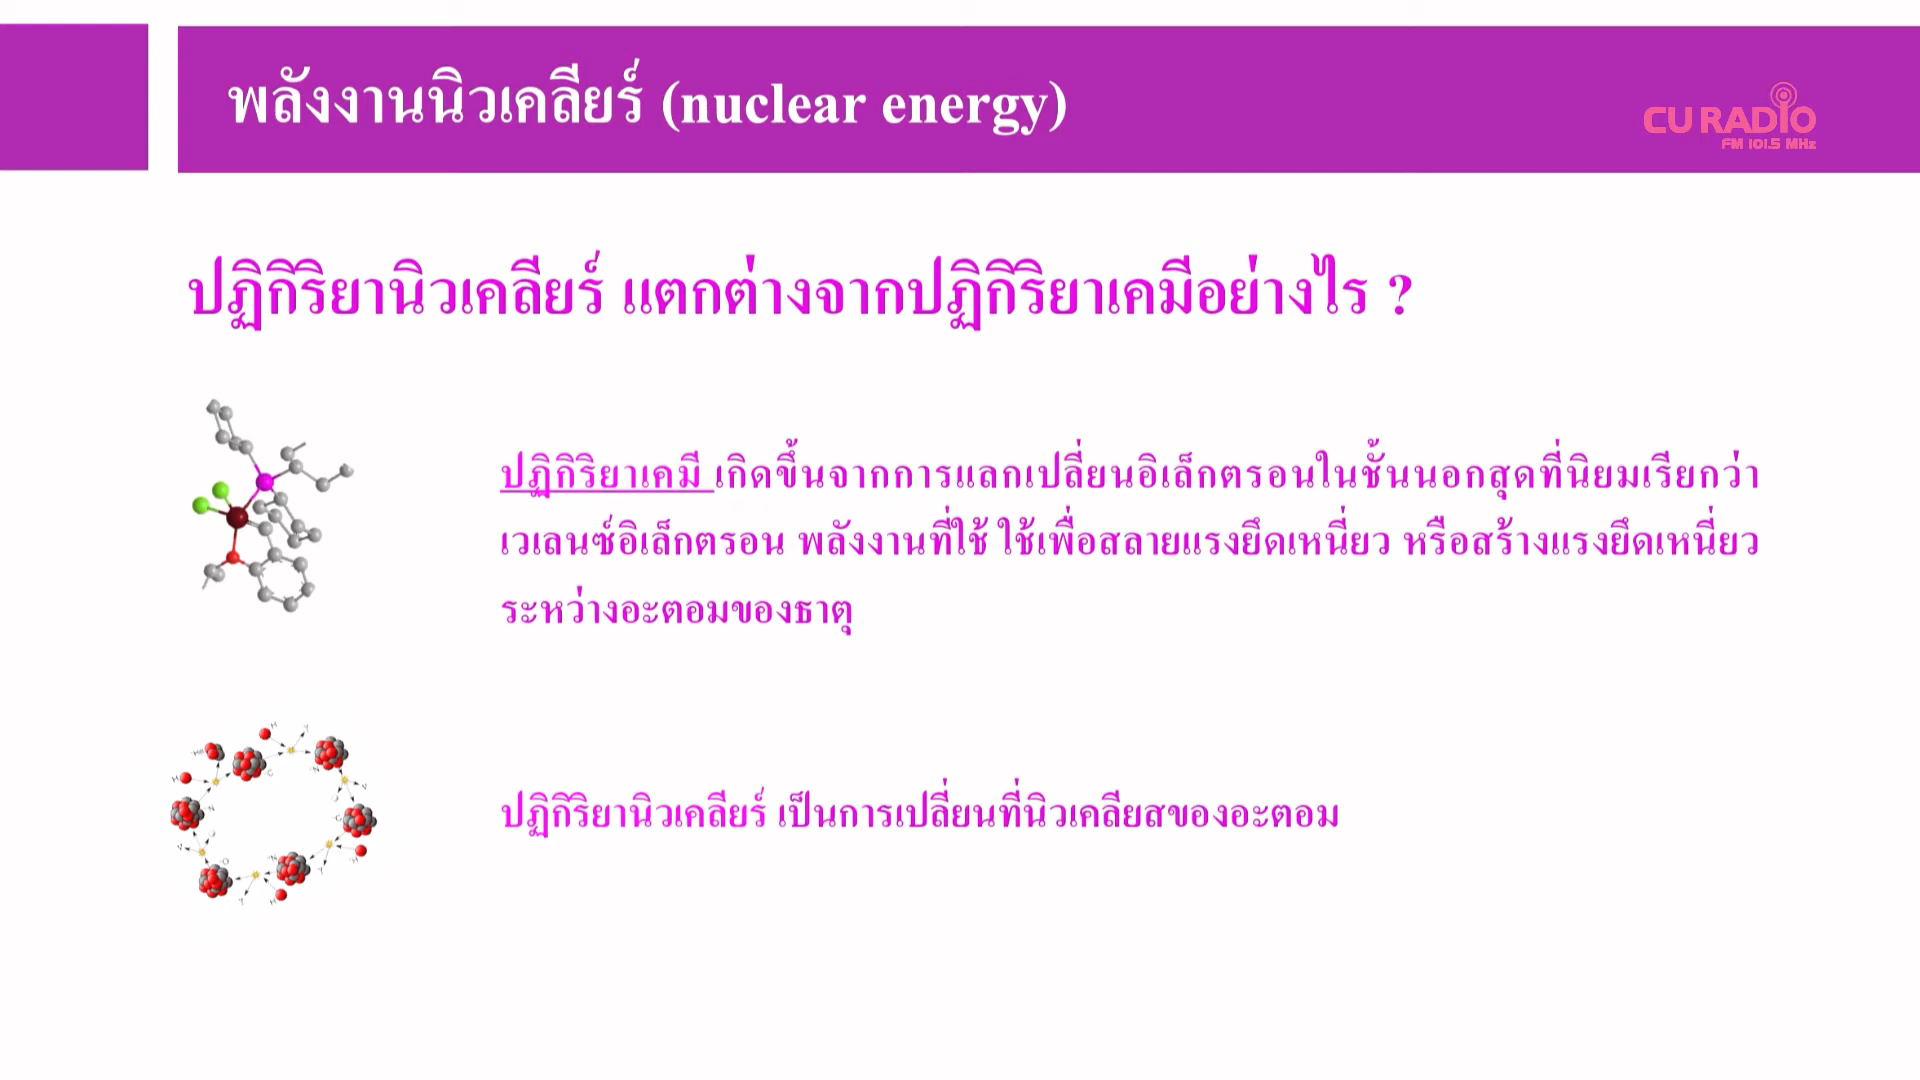 พลังงานนิวเคลียร์ (nuclear energy)
CU RADIO
FM 101.5 MHz
ปฏิกิริยานิวเคลียร์ แตกต่างจากปฏิกิริยาเคมีอย่างไร ?
ปฏิกิริยาเคมี เกิดขึ้นจากการแลกเปลี่ยนอิเล็กตรอนในชั้นนอกสุดที่นิยมเรียกว่า
เวเลนซ์อิเล็กตรอน พลังงานที่ใช้ ใช้เพื่อสลายแรงยึดเหนี่ยว หรือสร้างแรงยึดเหนี่ยว
ระหว่างอะตอมของธาตุ
ปฏิกิริยานิวเคลียร์ เป็นการเปลี่ยนที่นิวเคลียสของอะตอม